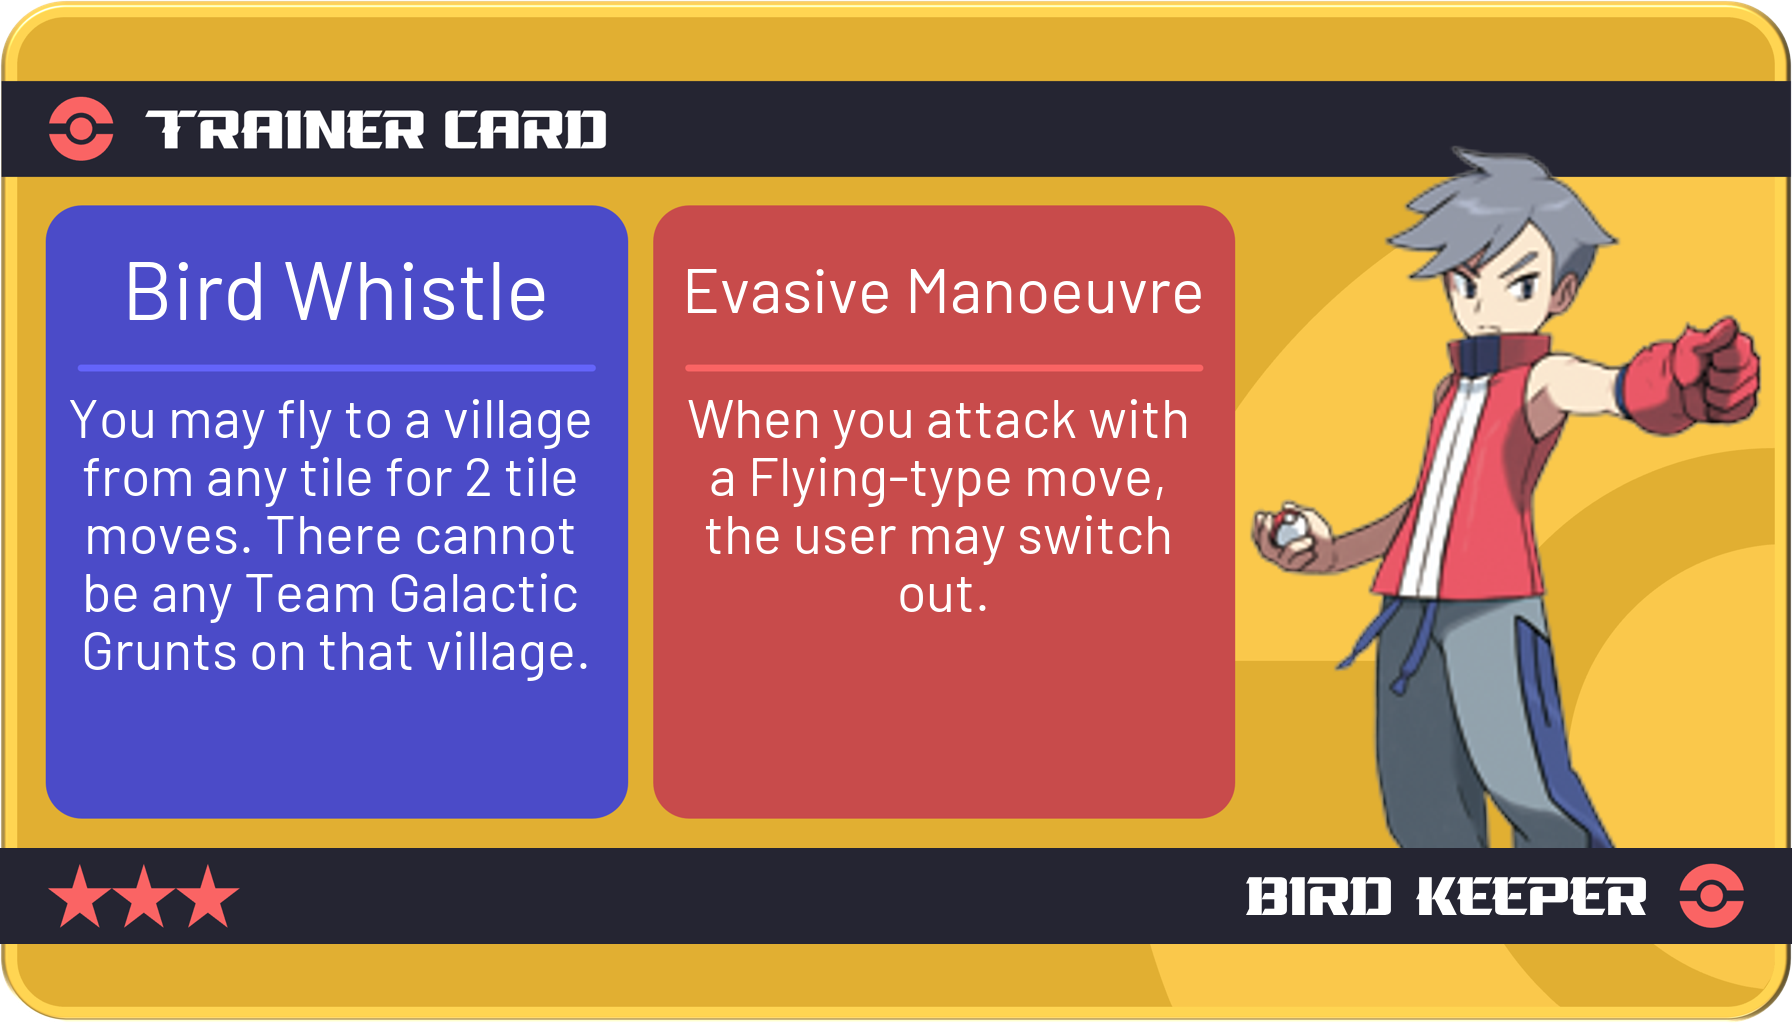 TRAINER CARD
Bird Whistle
You may fly to a village
from any tile for 2 tile
moves. There cannot
be any Team Galactic
Grunts on that village.
Evasive Manoeuvre
When you attack with
a Flying-type move,
the user may switch
out.
BIRD KEEPER